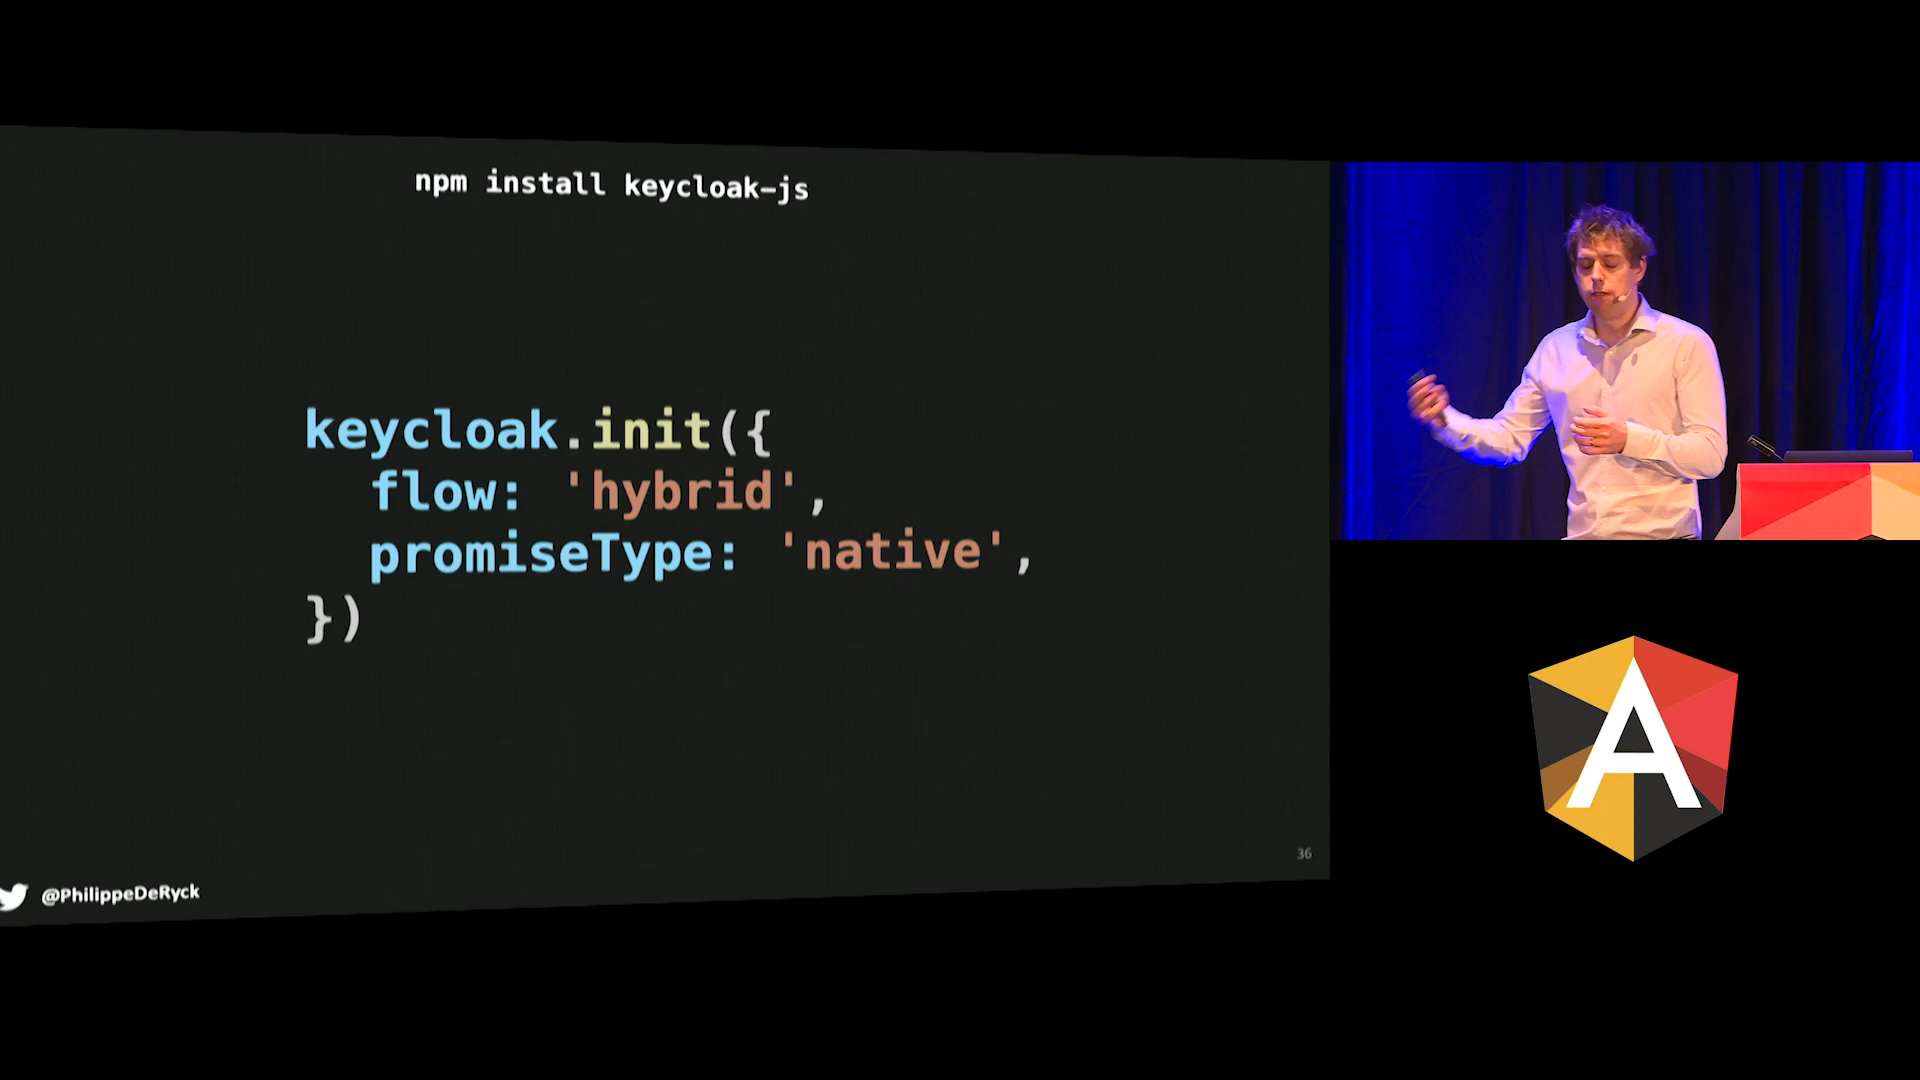 npm install keycloak-js
keycloak.init({
  flow: 'hybrid',
  promiseType: 'native',
})
36
@PhilippeDeRyck
A